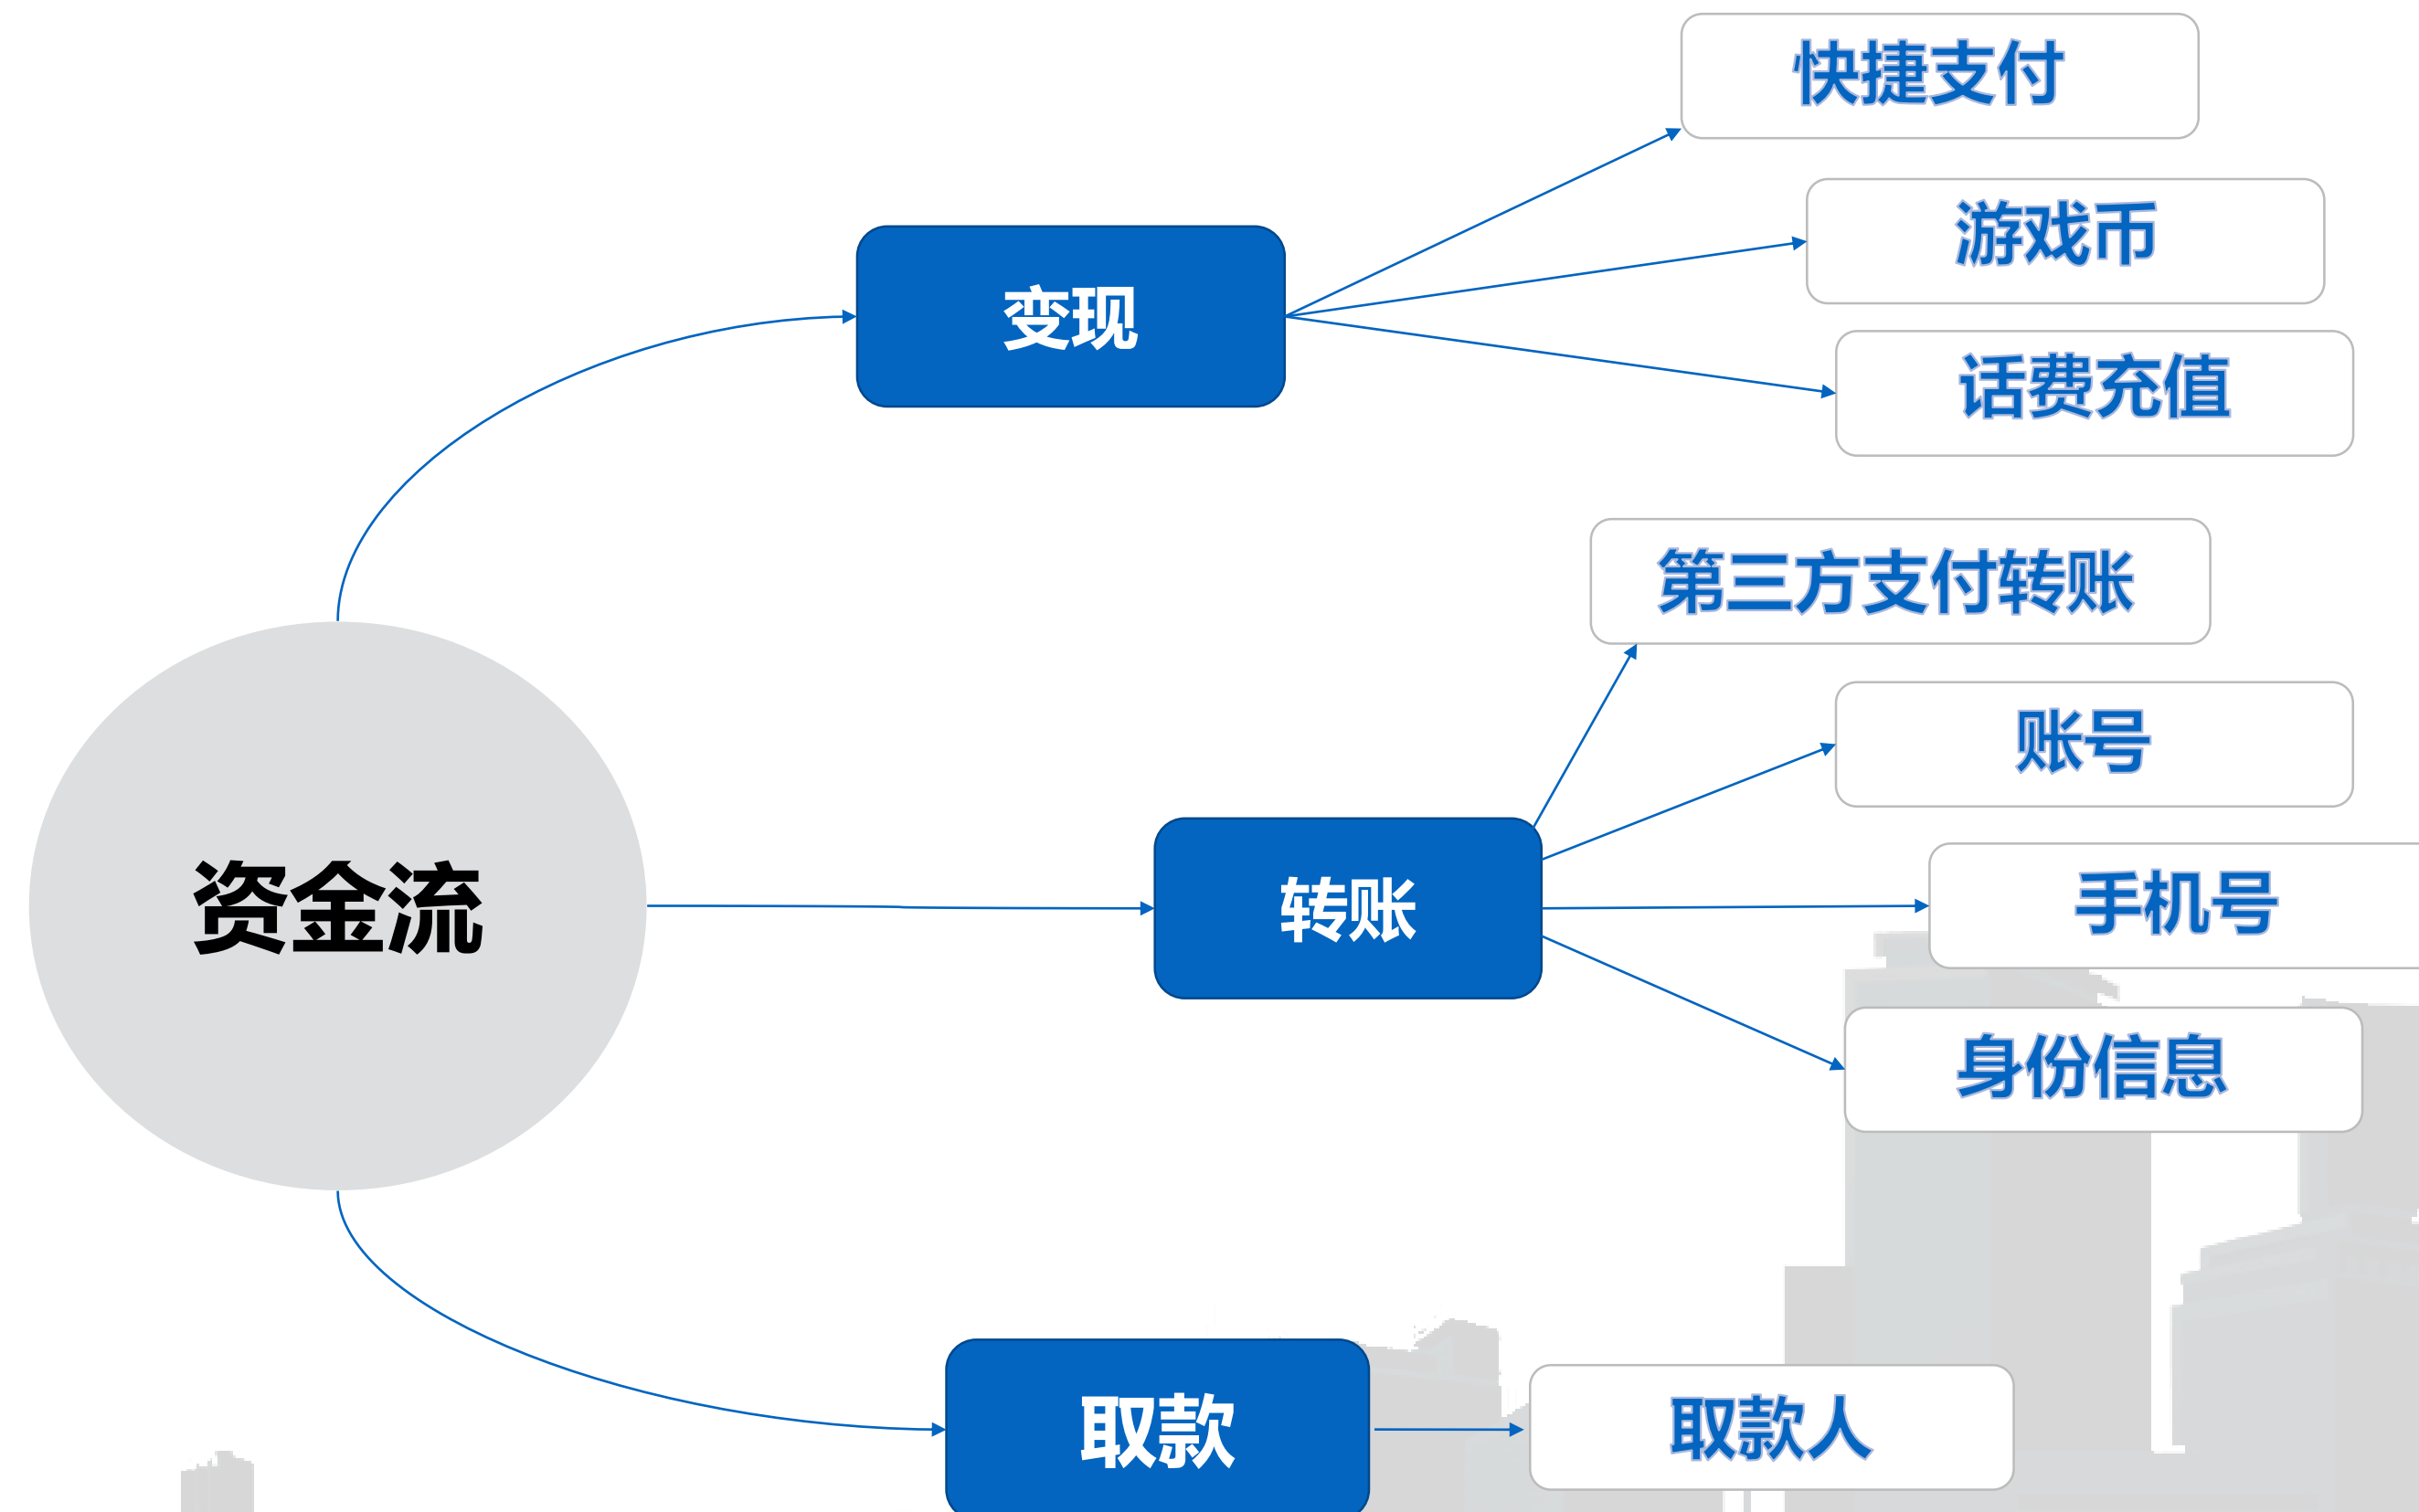 快捷支付
游戏币
变现
话费充值
第三方支付转账
账号
资金流
转账
手机号
身份信息
取款
取款人